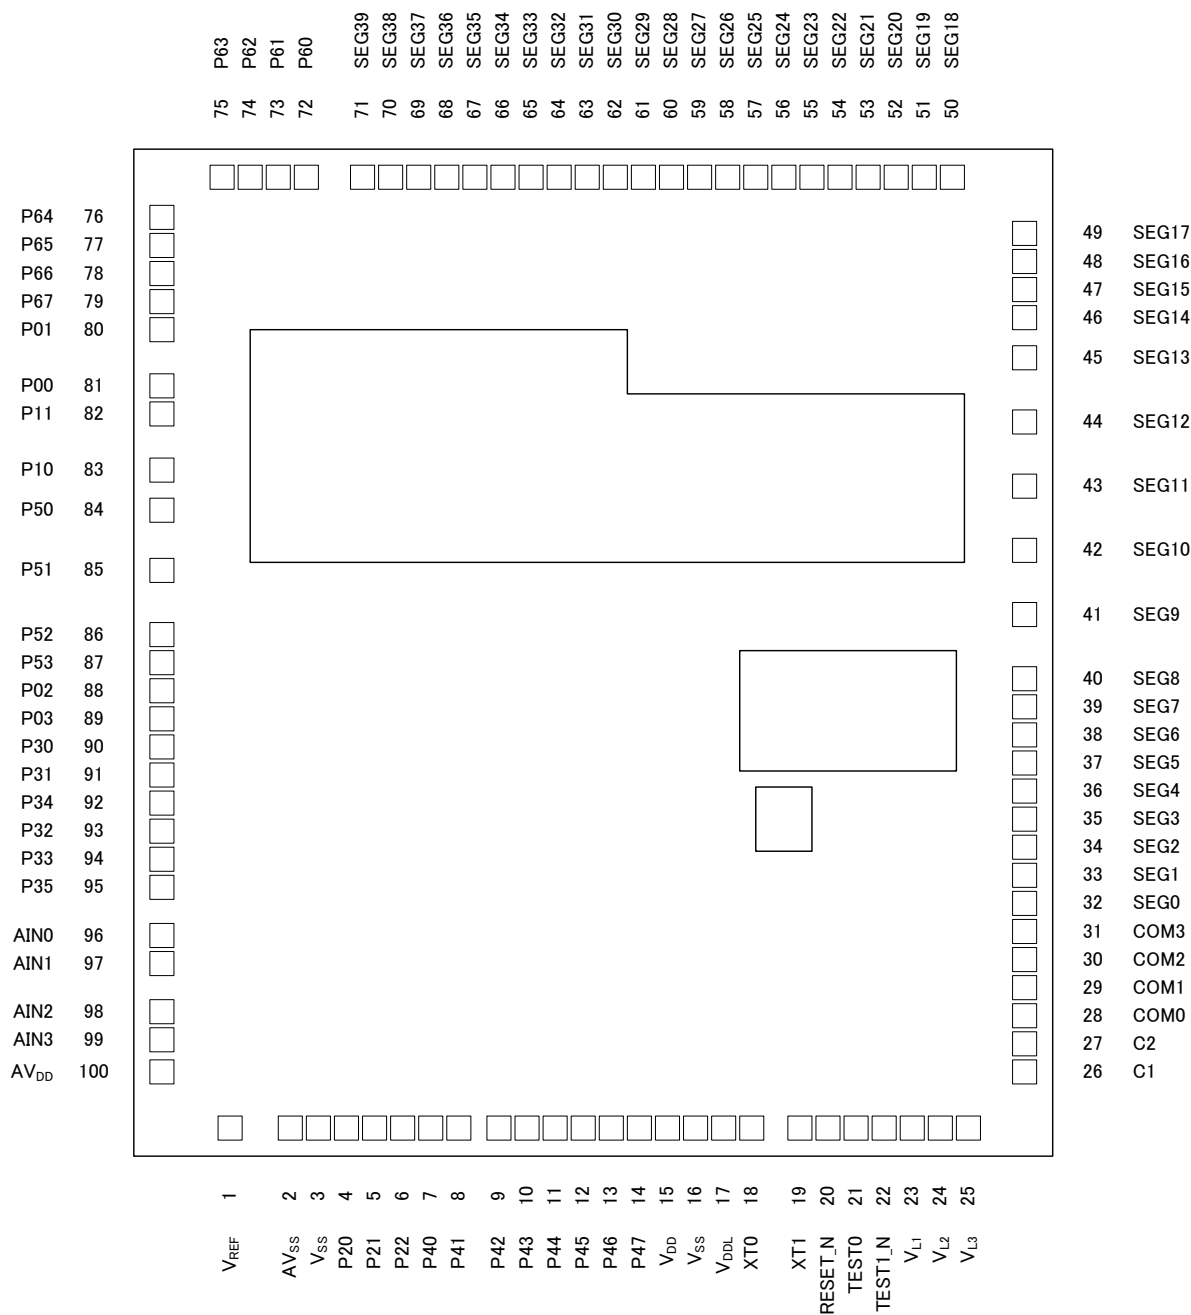 P63 P62 P61 P60 SEG39 SEG38 SEG37 SEG36 SEG35 SEG34 SEG33 SEG32 SEG31 SEG30 SEG29 SEG28 SEG27 SEG26 SEG25 SEG24 SEG23 SEG22 SEG21 SEG20 SEG19 SEG18
75 74 73 72 71 70 69 68 67 66 65 64 63 62 61 60 59 58 57 56 55 54 53 52 51 50
P64 76
P65 77
P66 78
P67 79
P01 80
P00 81
P11 82
P10 83
P50 84
P51 85
P52 86
P53 87
P02 88
P03 89
P30 90
P31 91
P34 92
P32 93
P33 94
P35 95
AIN0 96
AIN1 97
AIN2 98
AIN3 99
AVDD 100
49 SEG17
48 SEG16
47 SEG15
46 SEG14
45 SEG13
44 SEG12
43 SEG11
42 SEG10
41 SEG9
40 SEG8
39 SEG7
38 SEG6
37 SEG5
36 SEG4
35 SEG3
34 SEG2
33 SEG1
32 SEG0
31 COM3
30 COM2
29 COM1
28 COM0
27 C2
26 C1
1 2 3 4 5 6 7 8 9 10 11 12 13 14 15 16 17 18 19 20 21 22 23 24 25
VREF AVSS VSS P20 P21 P22 P40 P41 P42 P43 P44 P45 P46 P47 VDD VSS VDDL XT0 XT1 RESET_N TEST0 TEST1_N VL1 VL2 VL3